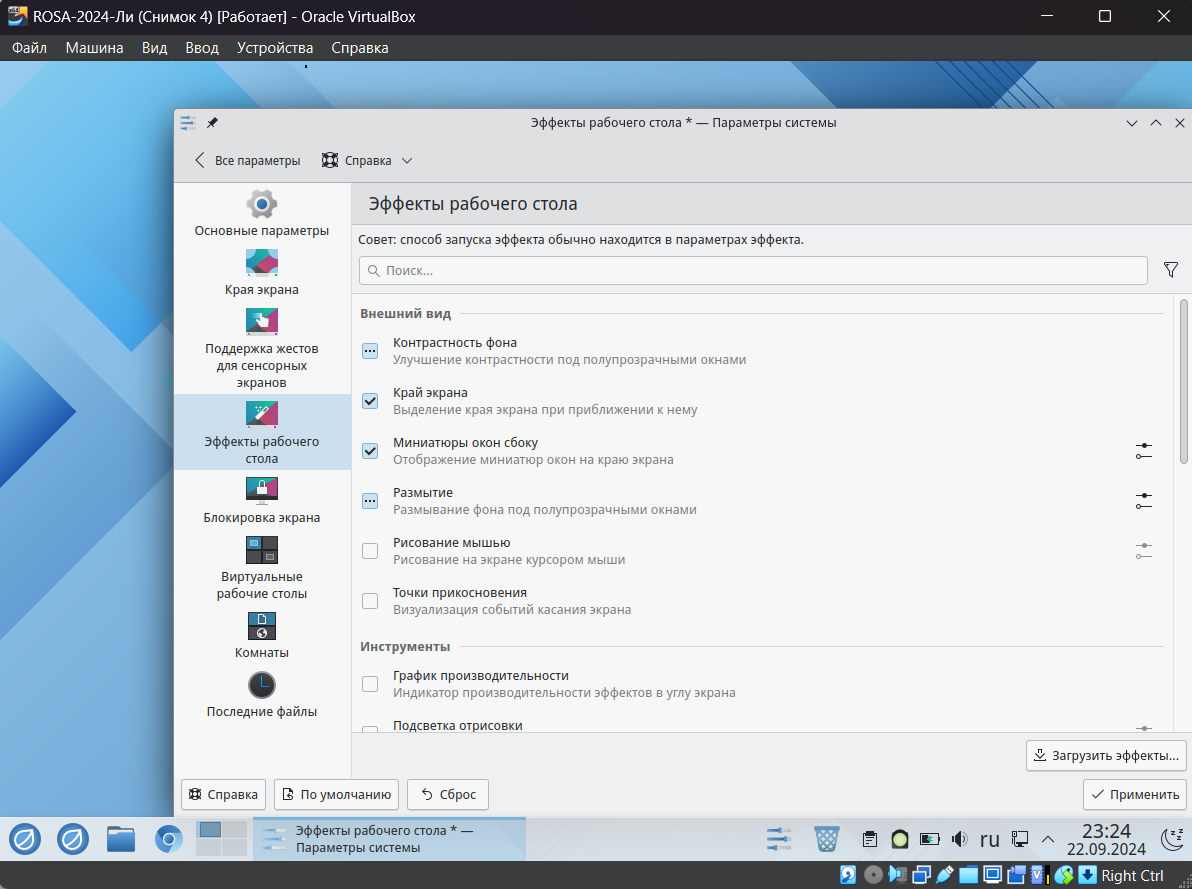 ROSA-2024-Ли (Снимок 4) [Работает] - Oracle VirtualBox
Файл Машина Вид Ввод Устройства Справка
Эффекты рабочего стола * — Параметры системы
Все параметры Справка
Основные параметры
Края экрана
Поддержка жестов
для сенсорных
экранов
Эффекты рабочего
стола
Блокировка экрана
Виртуальные
рабочие столы
Комнаты
Последние файлы
Эффекты рабочего стола
Совет: способ запуска эффекта обычно находится в параметрах эффекта.
Поиск...
Внешний вид
Контрастность фона
Улучшение контрастности под полупрозрачными окнами
Край экрана
Выделение края экрана при приближении к нему
Миниатюры окон сбоку
Отображение миниатюр окон на краю экрана
Размытие
Размывание фона под полупрозрачными окнами
Рисование мышью
Рисование на экране курсором мыши
Точки прикосновения
Визуализация событий касания экрана
Инструменты
График производительности
Индикатор производительности эффектов в углу экрана
Подсветка отрисовки
Загрузить эффекты...
Справка По умолчанию Сброс Применить
Эффекты рабочего стола * —
Параметры системы
ru
23:24
22.09.2024
Right Ctrl